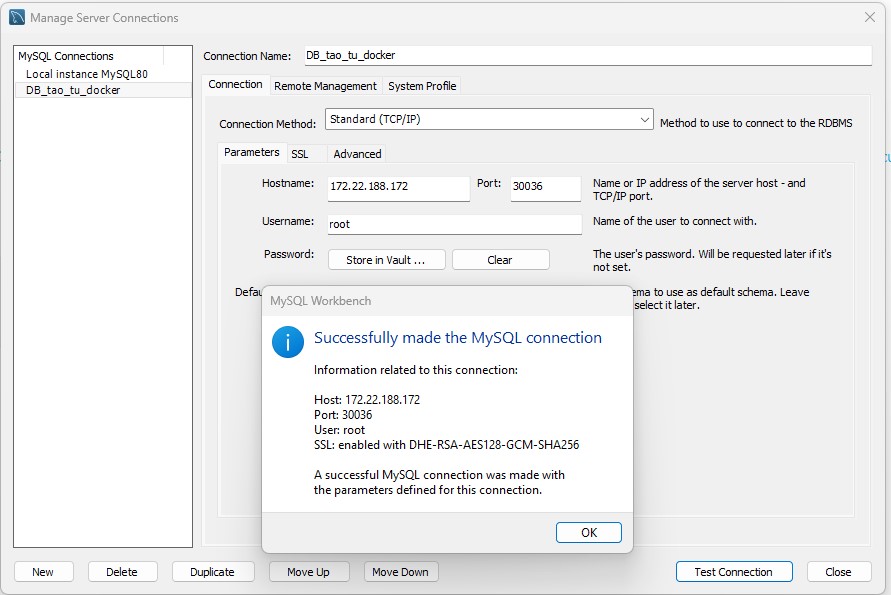 Manage Server Connections
MySQL Connections
Local instance MySQL80
DB_tao_tu_docker
Connection Name: DB_tao_tu_docker
Connection Remote Management System Profile
Connection Method: Standard (TCP/IP) Method to use to connect to the RDBMS
Parameters SSL Advanced
Hostname: 172.22.188.172 Port: 30036 Name or IP address of the server host - and
TCP/IP port.
Username: root Name of the user to connect with.
Password: Store in Vault ... Clear The user's password. Will be requested later if it's
not set.
to use as default schema. Leave
select it later.
MySQL Workbench
Successfully made the MySQL connection
Information related to this connection:
Host: 172.22.188.172
Port: 30036
User: root
SSL: enabled with DHE-RSA-AES128-GCM-SHA256
A successful MySQL connection was made with
the parameters defined for this connection.
OK
New Delete Duplicate Move Up Move Down Test Connection Close